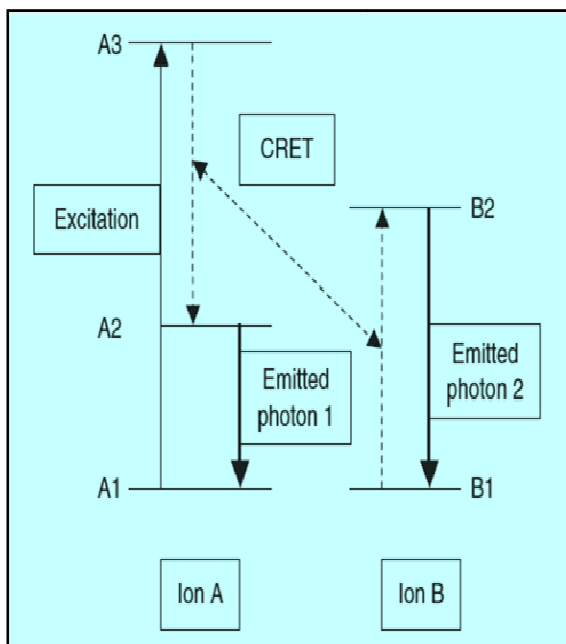 A3
CRET
Excitation
B2
A2
Emitted
photon 1
Emitted
photon 2
A1
B1
Ion A
Ion B